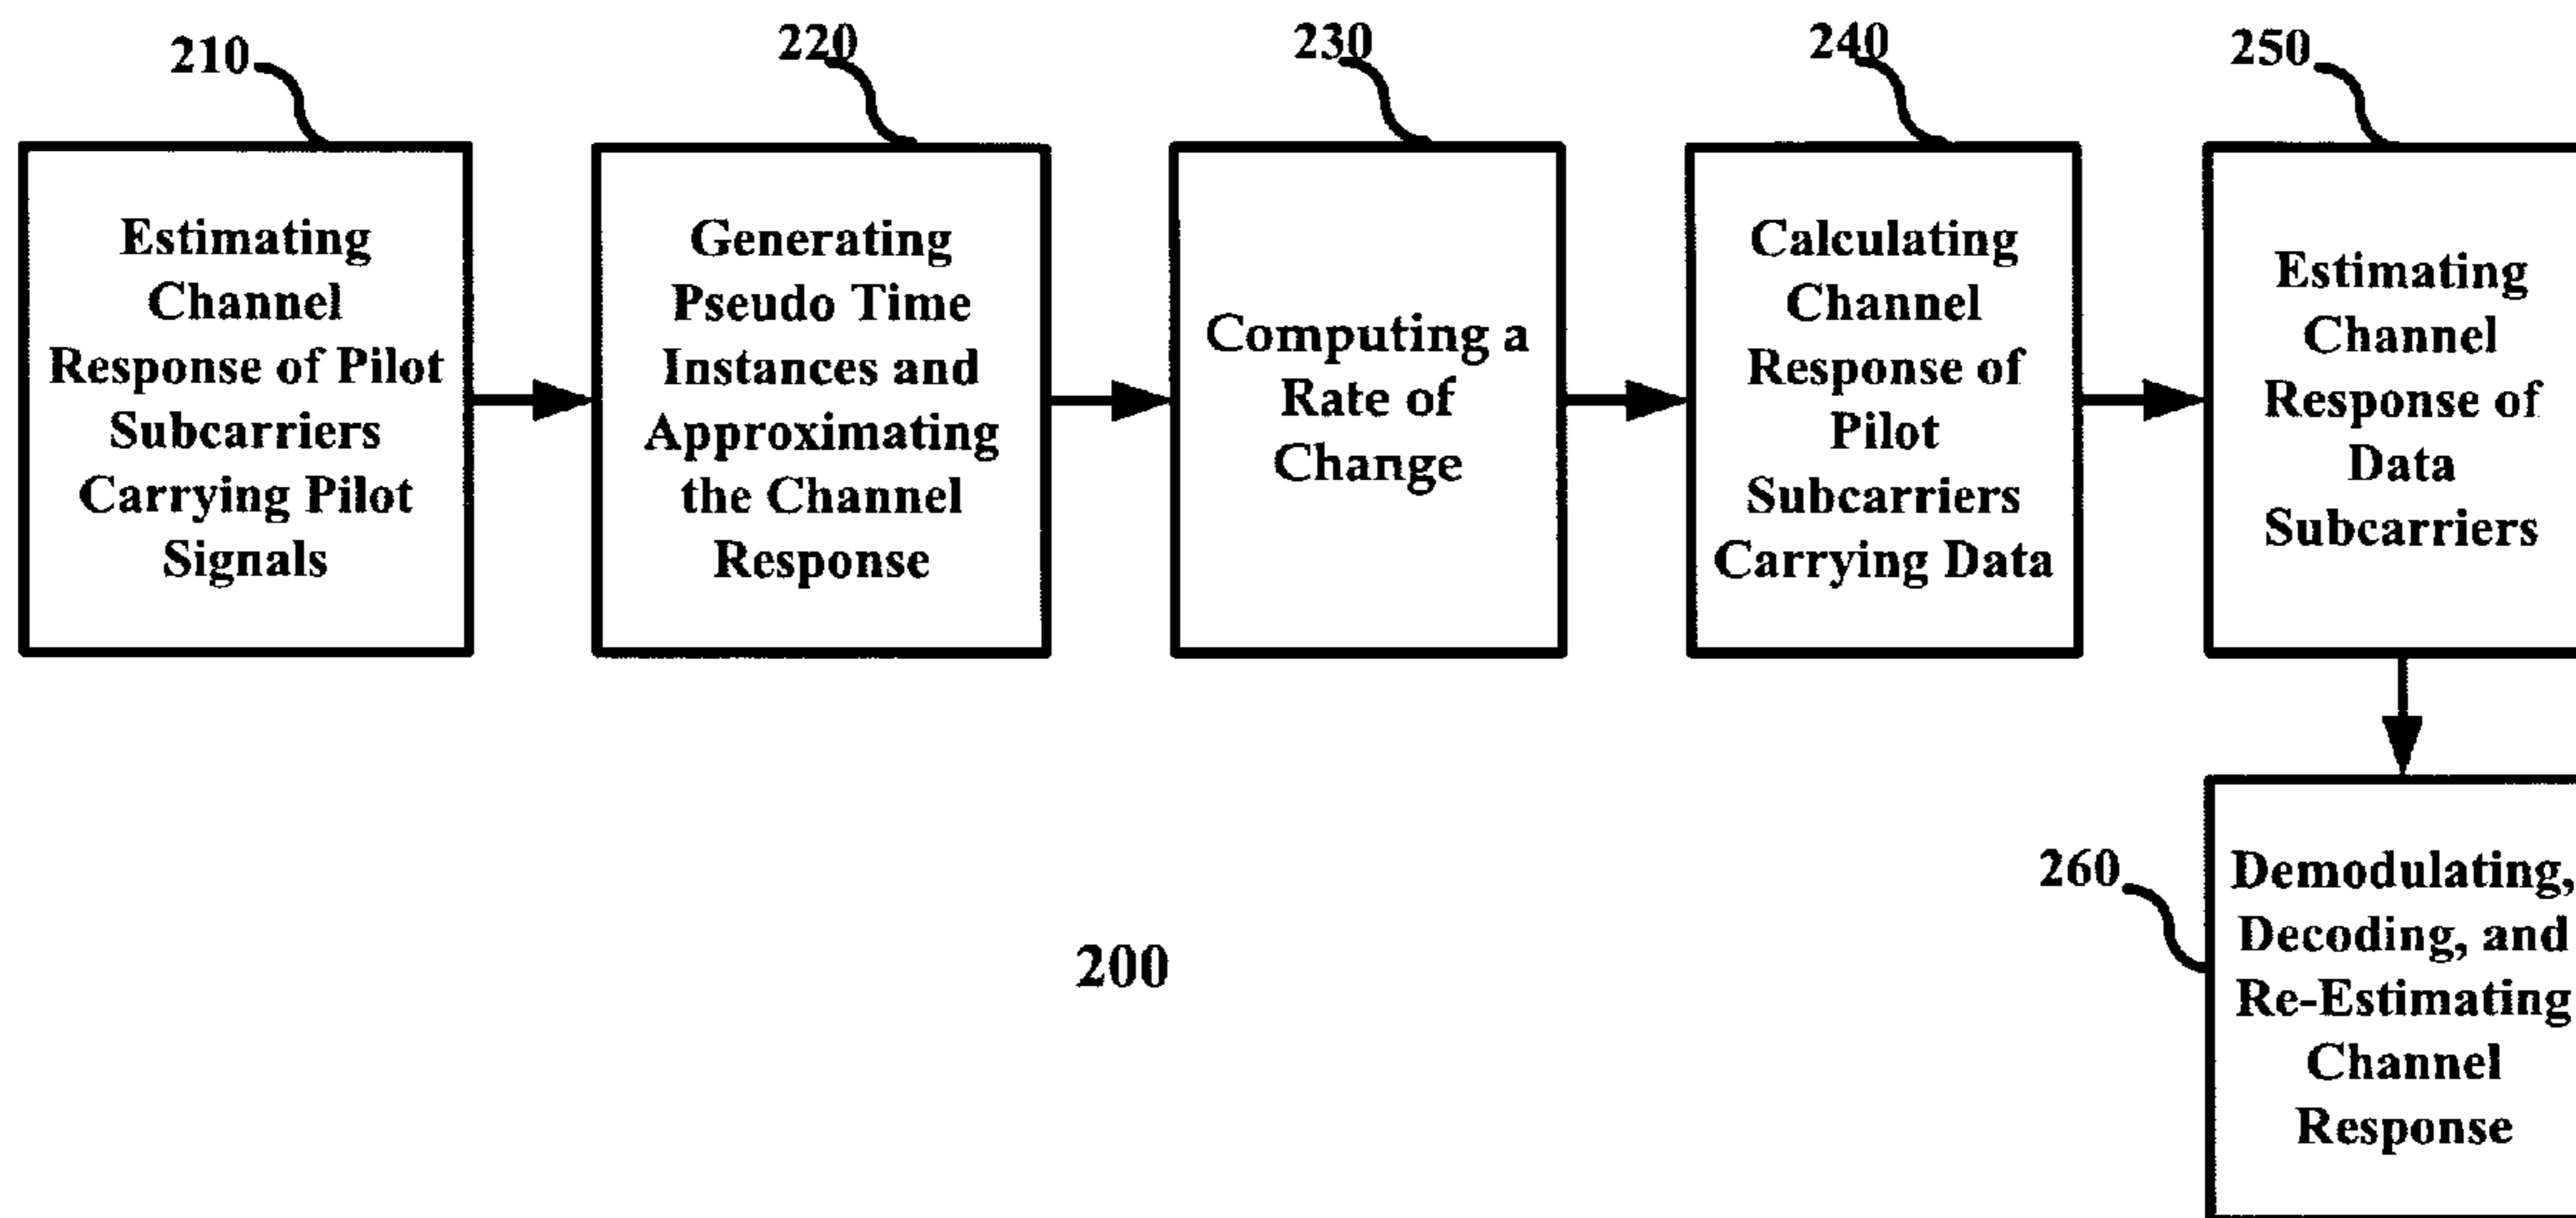 210
Estimating
Channel
Response of Pilot
Subcarriers
Carrying Pilot
Signals
220
Generating
Pseudo Time
Instances and
Approximating
the Channel
Response
230
Computing a
Rate of
Change
240
Calculating
Channel
Response of
Pilot
Subcarriers
Carrying Data
250
Estimating
Channel
Response of
Data
Subcarriers
260
Demodulating,
Decoding, and
Re-Estimating
Channel
Response
200